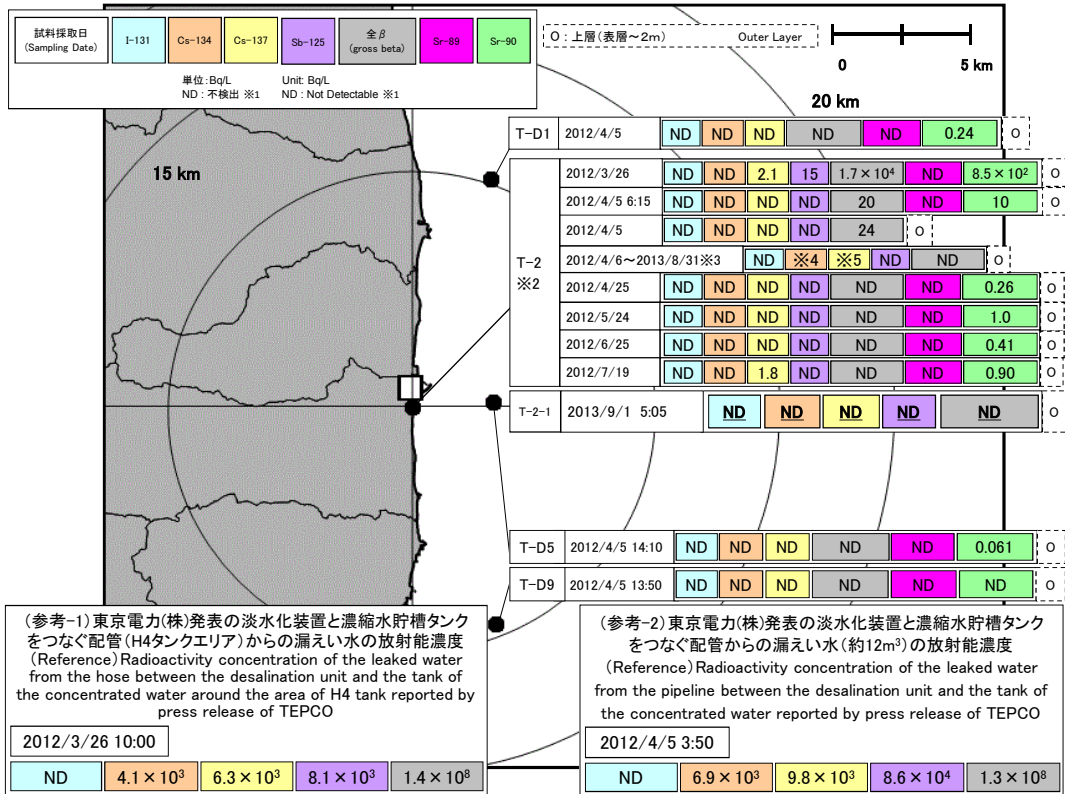 試料採取日
(Sampling Date)
I-131
Cs-134
Cs-137
Sb-125
全β
(gross beta)
Sr-89
Sr-90
単位:Bq/L Unit: Bq/L
ND : 不検出 ※1 ND : Not Detectable ※1
O : 上層(表層~2m) Outer Layer
0 5 km
20 km
15 km
T-D1 2012/4/5 ND ND ND ND ND 0.24 O
T-2
※2
2012/3/26 ND ND 2.1 15 1.7×10⁴ ND 8.5×10² O
2012/4/5 6:15 ND ND ND ND 20 ND 10 O
2012/4/5 ND ND ND ND 24 O
2012/4/6~2013/8/31※3 ND ※4 ※5 ND ND O
2012/4/25 ND ND ND ND ND ND 0.26 O
2012/5/24 ND ND ND ND ND ND 1.0 O
2012/6/25 ND ND ND ND ND ND 0.41 O
2012/7/19 ND ND 1.8 ND ND ND 0.90 O
T-2-1 2013/9/1 5:05 ND ND ND ND ND O
T-D5 2012/4/5 14:10 ND ND ND ND ND 0.061 O
T-D9 2012/4/5 13:50 ND ND ND ND ND ND O
(参考-1)東京電力(株)発表の淡水化装置と濃縮水貯槽タンク
をつなぐ配管(H4タンクエリア)からの漏えい水の放射能濃度
(Reference)Radioactivity concentration of the leaked water
from the hose between the desalination unit and the tank of
the concentrated water around the area of H4 tank reported by
press release of TEPCO
2012/3/26 10:00
ND 4.1×10³ 6.3×10³ 8.1×10³ 1.4×10⁸
(参考-2)東京電力(株)発表の淡水化装置と濃縮水貯槽タンク
をつなぐ配管からの漏えい水(約12m³)の放射能濃度
(Reference)Radioactivity concentration of the leaked water
from the pipeline between the desalination unit and the tank of
the concentrated water reported by press release of TEPCO
2012/4/5 3:50
ND 6.9×10³ 9.8×10³ 8.6×10⁴ 1.3×10⁸